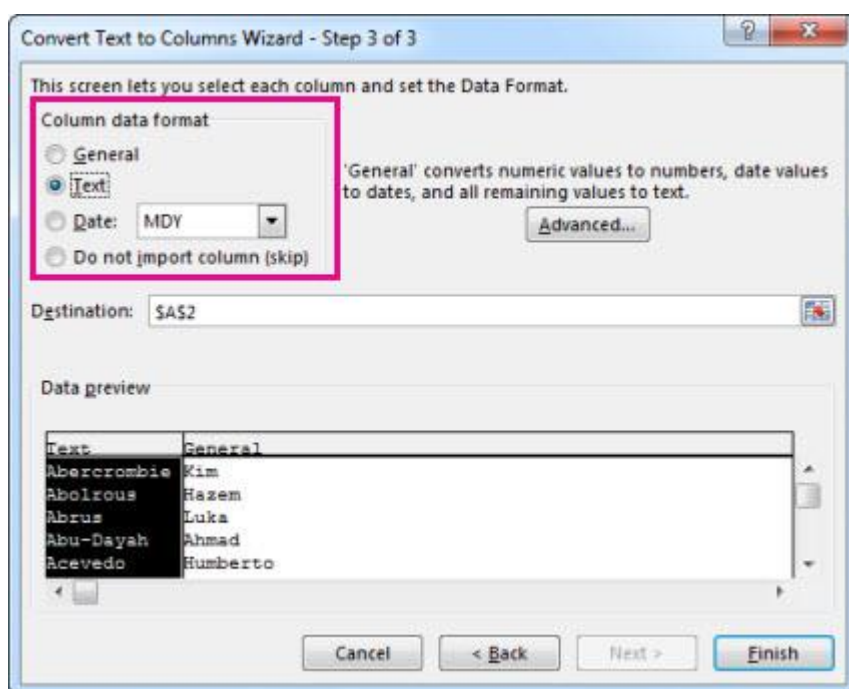 Convert Text to Columns Wizard - Step 3 of 3
This screen lets you select each column and set the Data Format.
Column data format
General
Text
Date: MDY
Do not import column (skip)
'General' converts numeric values to numbers, date values
to dates, and all remaining values to text.
Advanced...
Destination: $A$2
Data preview
Text General
Abercrombie Kim
Abolrous Hazem
Abrus Luka
Abu-Dayah Ahmad
Acevedo Humberto
Cancel < Back Next > Finish